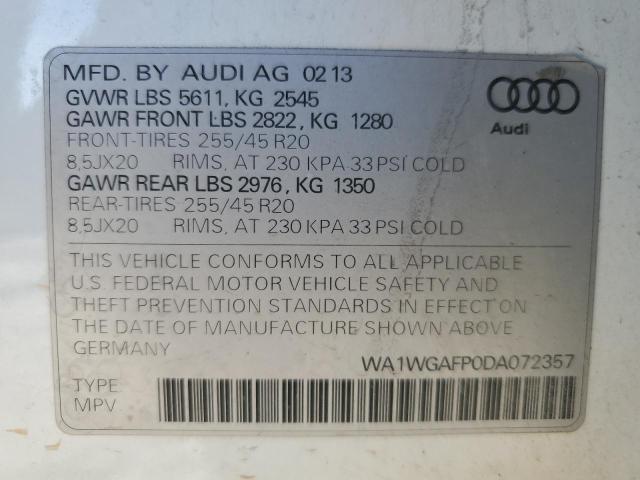 MFD. BY AUDI AG 0213
GVWR LBS 5611, KG 2545
GAWR FRONT LBS 2822, KG 1280
FRONT-TIRES 255/45 R20
8,5JX20 RIMS, AT 230 KPA 33 PSI COLD
GAWR REAR LBS 2976, KG 1350
REAR-TIRES 255/45 R20
8,5JX20 RIMS, AT 230 KPA 33 PSI COLD
Audi
THIS VEHICLE CONFORMS TO ALL APPLICABLE
U.S. FEDERAL MOTOR VEHICLE SAFETY AND
THEFT PREVENTION STANDARDS IN EFFECT ON
THE DATE OF MANUFACTURE SHOWN ABOVE
GERMANY
WA1WGAFP0DA072357
TYPE
MPV